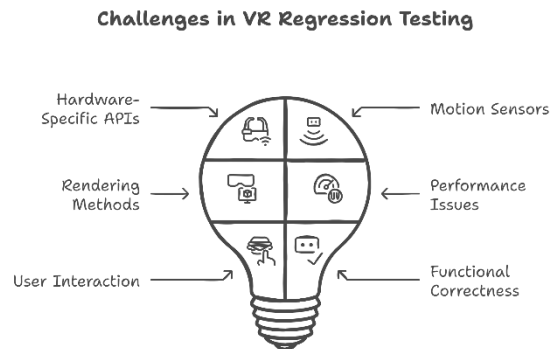 Challenges in VR Regression Testing
Hardware-
Specific APIs
Motion Sensors
Rendering
Methods
Performance
Issues
User Interaction
Functional
Correctness